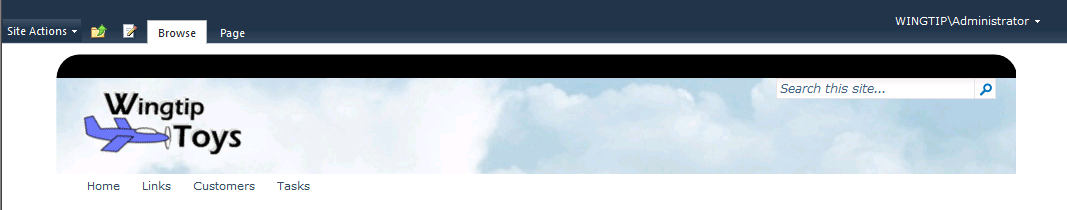 WINGTIP\Administrator
Site Actions Browse Page
Search this site...
Wingtip
Toys
Home Links Customers Tasks